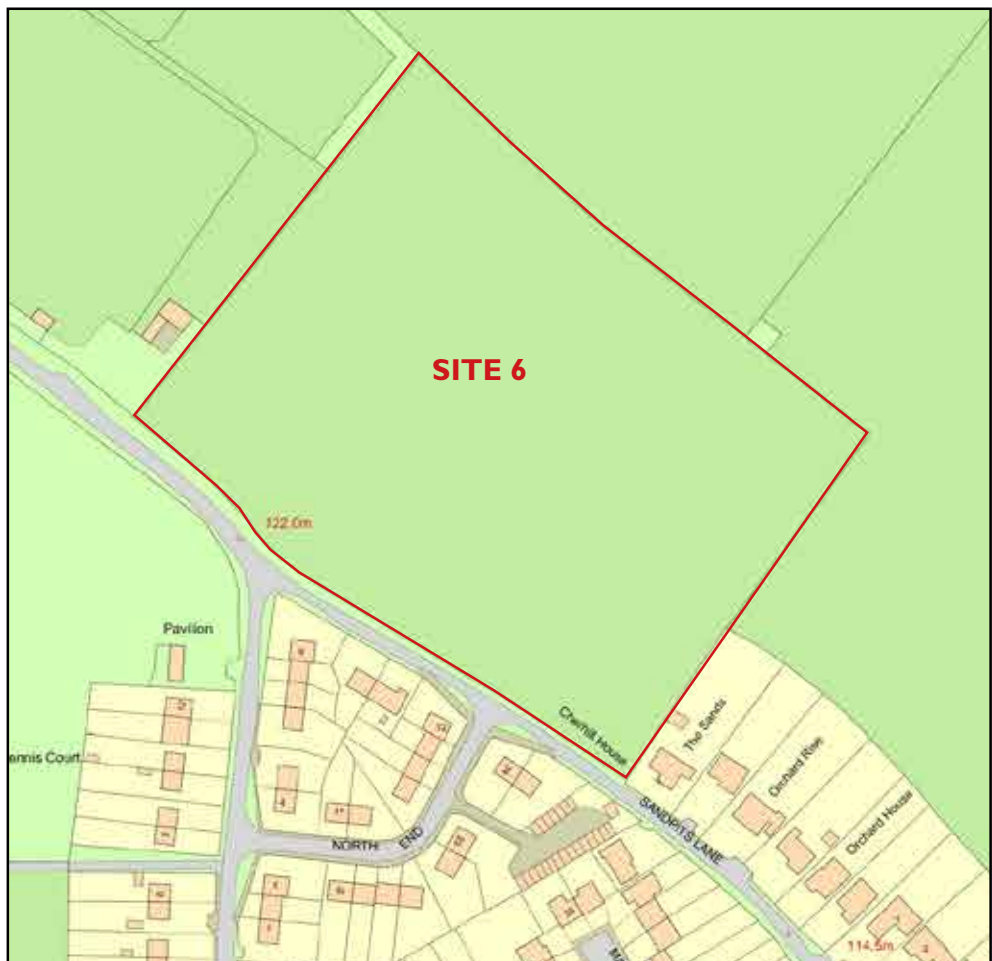 SITE 6
122.0m
Pavilion
ennis Court
Cherhill House
The Sands
Orchard Rise
Orchard House
SANDPITS LANE
NORTH END
114.5m